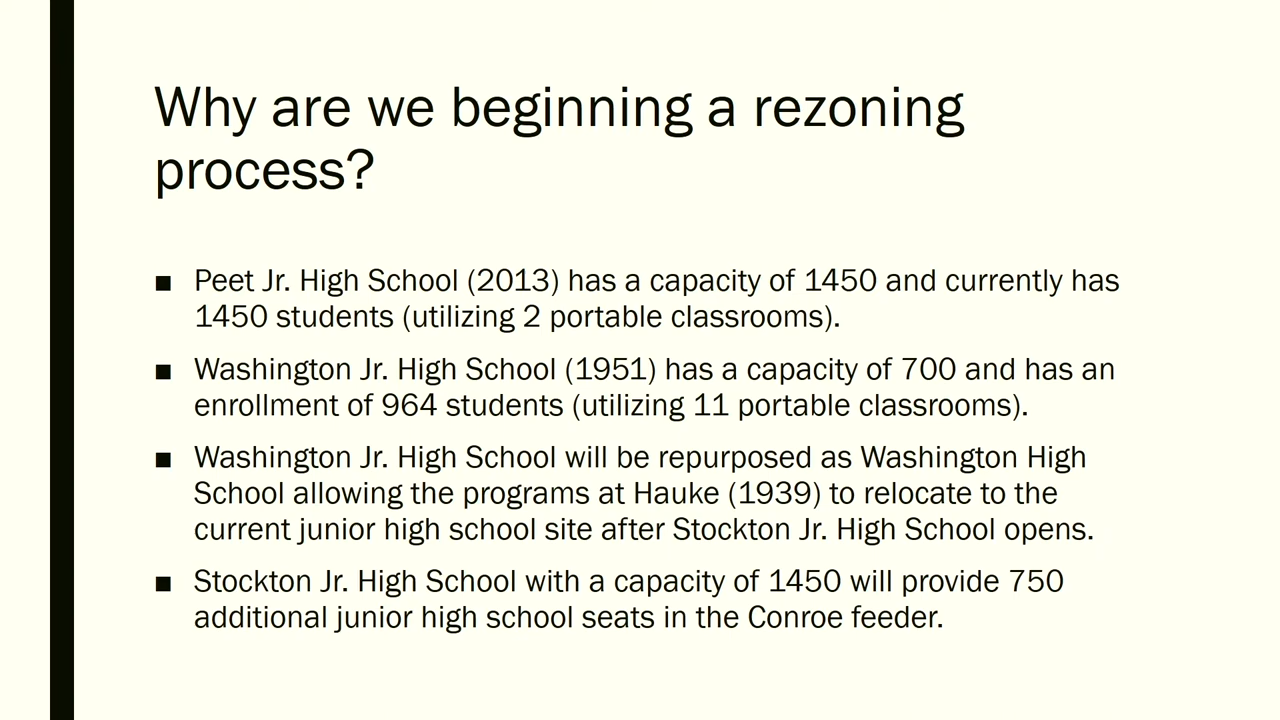 Why are we beginning a rezoning
process?
■ Peet Jr. High School (2013) has a capacity of 1450 and currently has
1450 students (utilizing 2 portable classrooms).
■ Washington Jr. High School (1951) has a capacity of 700 and has an
enrollment of 964 students (utilizing 11 portable classrooms).
■ Washington Jr. High School will be repurposed as Washington High
School allowing the programs at Hauke (1939) to relocate to the
current junior high school site after Stockton Jr. High School opens.
■ Stockton Jr. High School with a capacity of 1450 will provide 750
additional junior high school seats in the Conroe feeder.